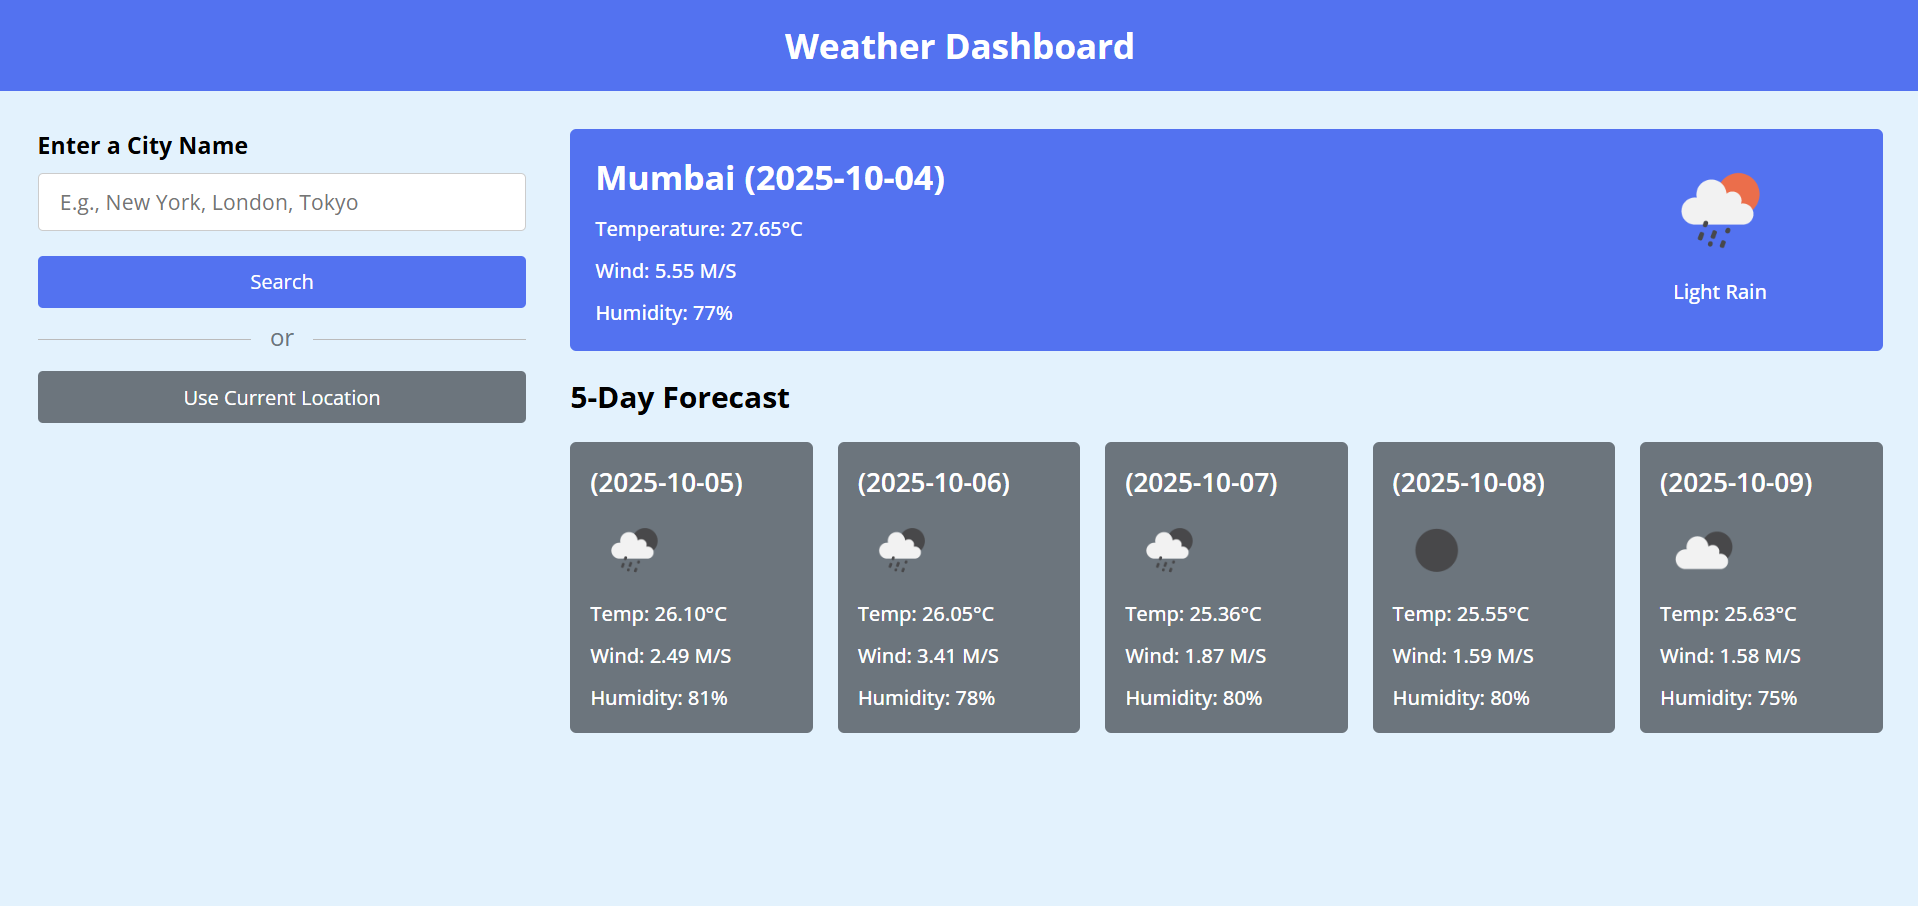 Weather Dashboard
Enter a City Name
E.g., New York, London, Tokyo
Search
or
Use Current Location
Mumbai (2025-10-04)
Temperature: 27.65°C
Wind: 5.55 M/S
Humidity: 77%
Light Rain
5-Day Forecast
(2025-10-05)
Temp: 26.10°C
Wind: 2.49 M/S
Humidity: 81%
(2025-10-06)
Temp: 26.05°C
Wind: 3.41 M/S
Humidity: 78%
(2025-10-07)
Temp: 25.36°C
Wind: 1.87 M/S
Humidity: 80%
(2025-10-08)
Temp: 25.55°C
Wind: 1.59 M/S
Humidity: 80%
(2025-10-09)
Temp: 25.63°C
Wind: 1.58 M/S
Humidity: 75%